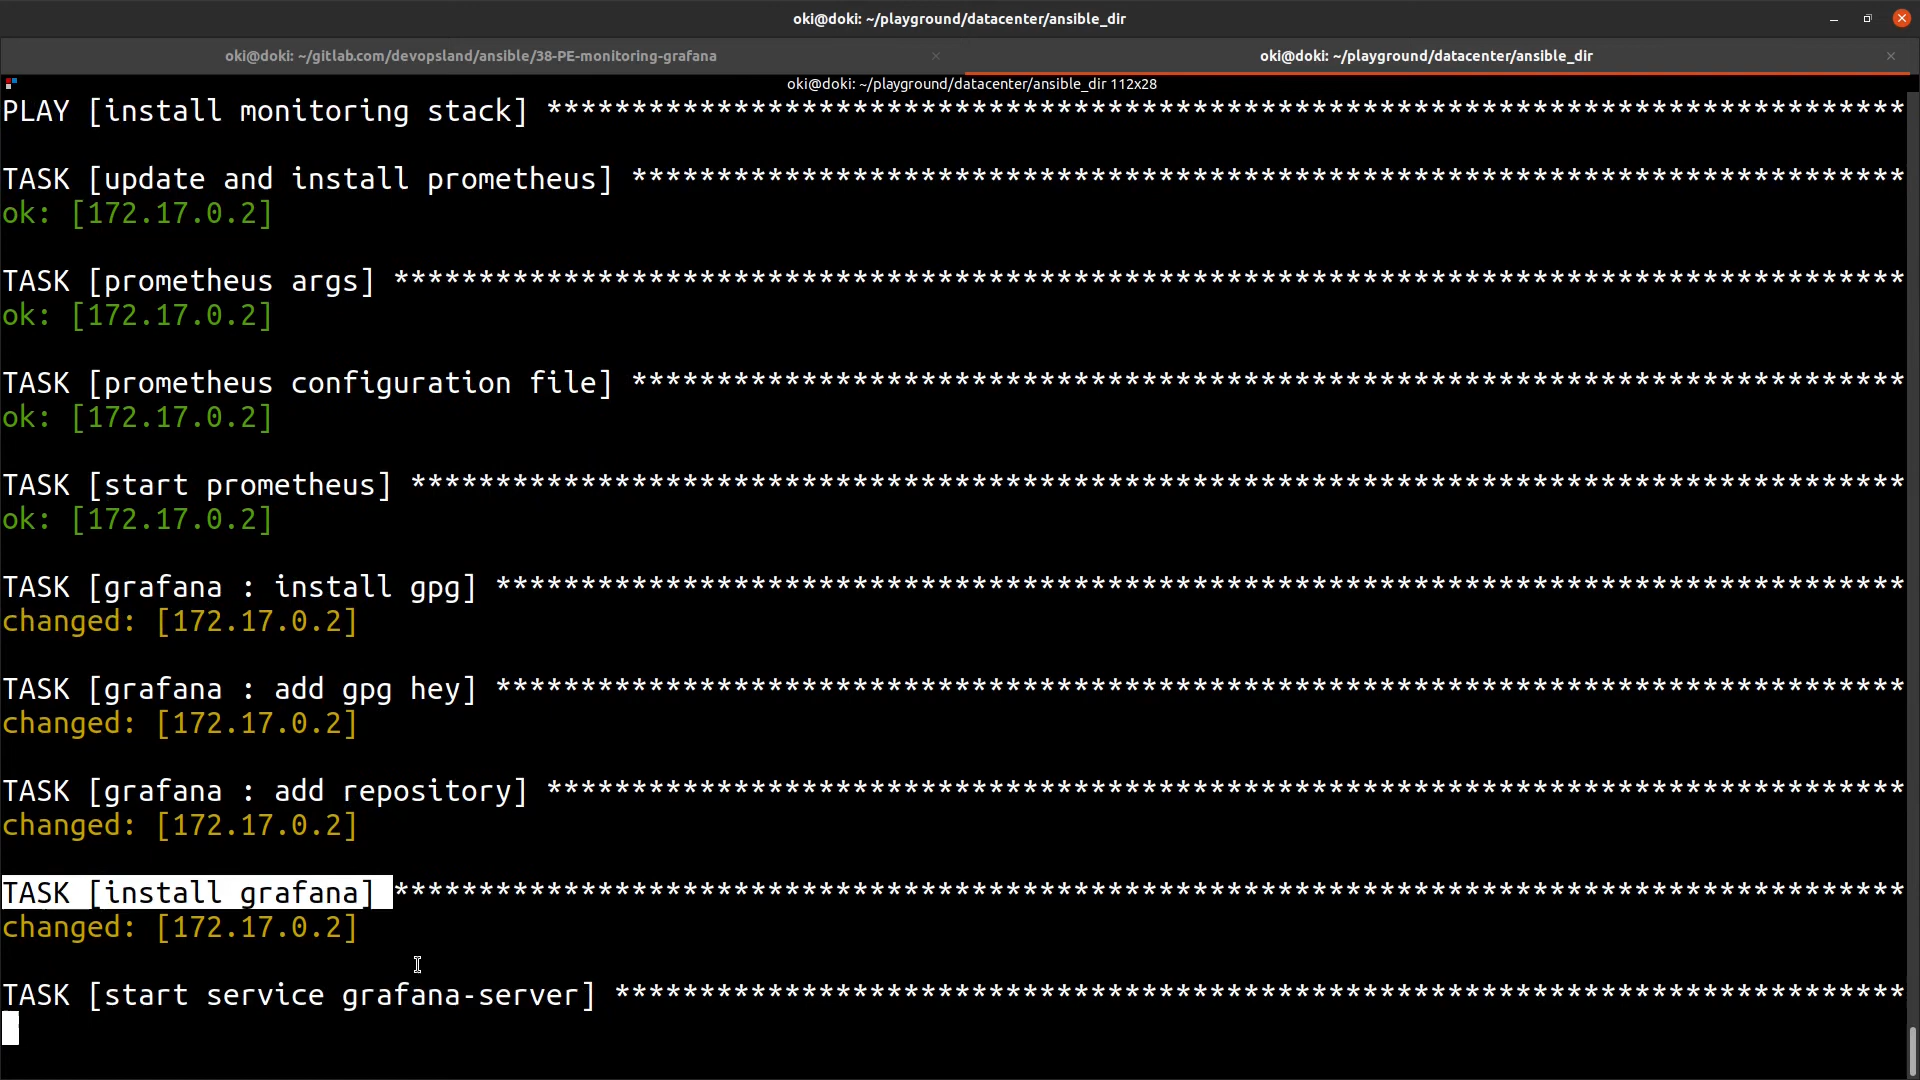 oki@doki: ~/playground/datacenter/ansible_dir
oki@doki: ~/gitlab.com/devopsland/ansible/38-PE-monitoring-grafana
oki@doki: ~/playground/datacenter/ansible_dir
oki@doki: ~/playground/datacenter/ansible_dir 112x28
PLAY [install monitoring stack] ********************************************************************************
TASK [update and install prometheus] ***************************************************************************
ok: [172.17.0.2]
TASK [prometheus args] *****************************************************************************************
ok: [172.17.0.2]
TASK [prometheus configuration file] ***************************************************************************
ok: [172.17.0.2]
TASK [start prometheus] ****************************************************************************************
ok: [172.17.0.2]
TASK [grafana : install gpg] ***********************************************************************************
changed: [172.17.0.2]
TASK [grafana : add gpg hey] ***********************************************************************************
changed: [172.17.0.2]
TASK [grafana : add repository] ********************************************************************************
changed: [172.17.0.2]
TASK [install grafana] *****************************************************************************************
changed: [172.17.0.2]
TASK [start service grafana-server] ****************************************************************************